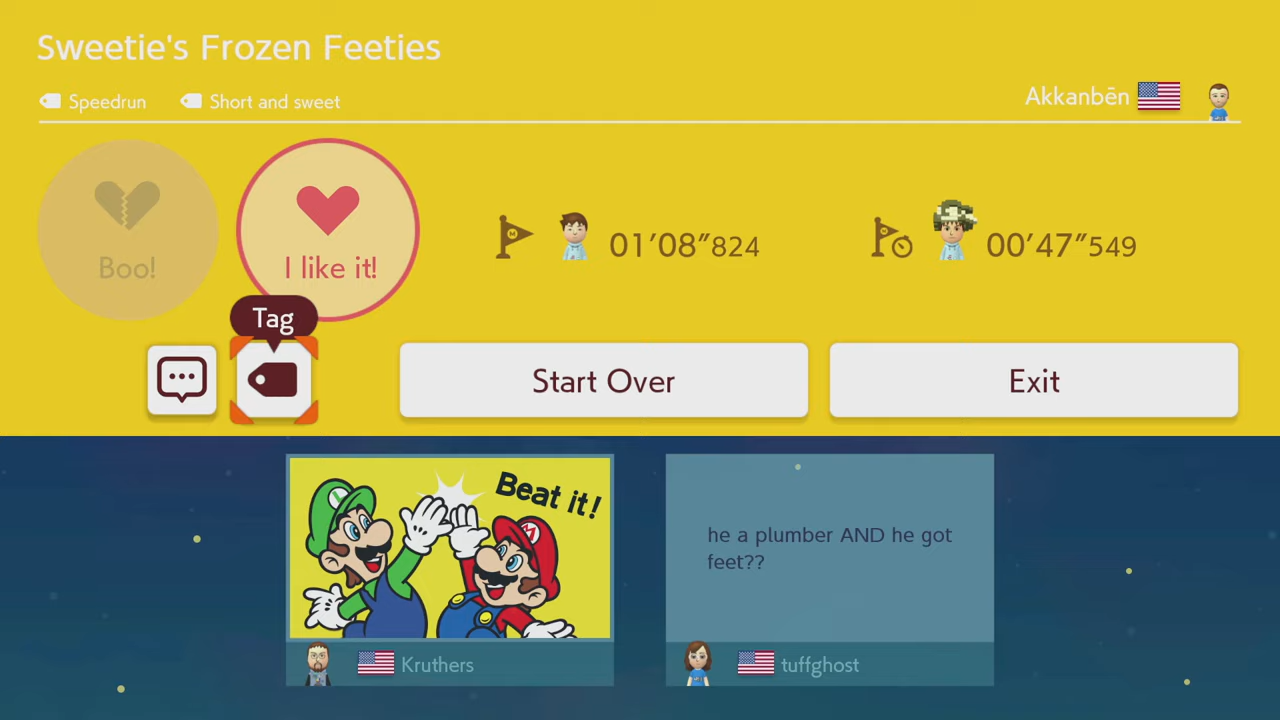 Sweetie's Frozen Feeties
Speedrun Short and sweet
Akkanbēn
Boo!
I like it!
01'08"824
00'47"549
Tag
Start Over
Exit
Beat it!
he a plumber AND he got
feet??
Kruthers
tuffghost